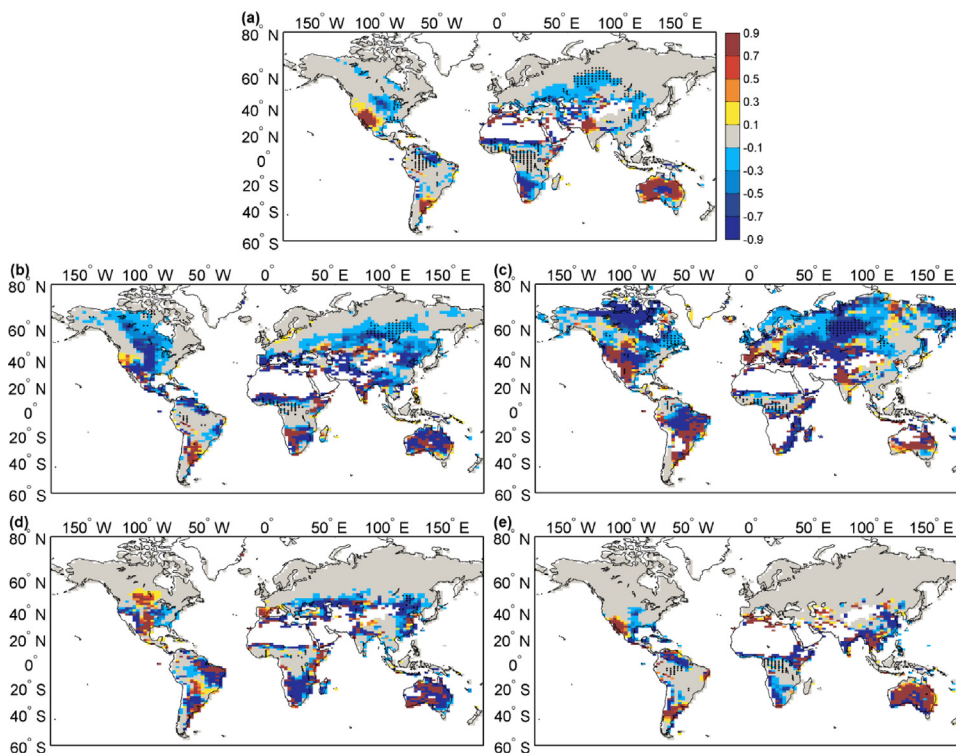 (a) 150° W 100° W 50° W 0° 50° E 100° E 150° E
80° N
60° N
40° N
20° N
0°
20° S
40° S
60° S
0.9
0.7
0.5
0.3
0.1
-0.1
-0.3
-0.5
-0.7
-0.9
(b) 150° W 100° W 50° W 0° 50° E 100° E 150° E
80° N
60° N
40° N
20° N
0°
20° S
40° S
60° S
(c) 150° W 100° W 50° W 0° 50° E 100° E 150° E
80° N
60° N
40° N
20° N
0°
20° S
40° S
60° S
(d) 150° W 100° W 50° W 0° 50° E 100° E 150° E
80° N
60° N
40° N
20° N
0°
20° S
40° S
60° S
(e) 150° W 100° W 50° W 0° 50° E 100° E 150° E
80° N
60° N
40° N
20° N
0°
20° S
40° S
60° S